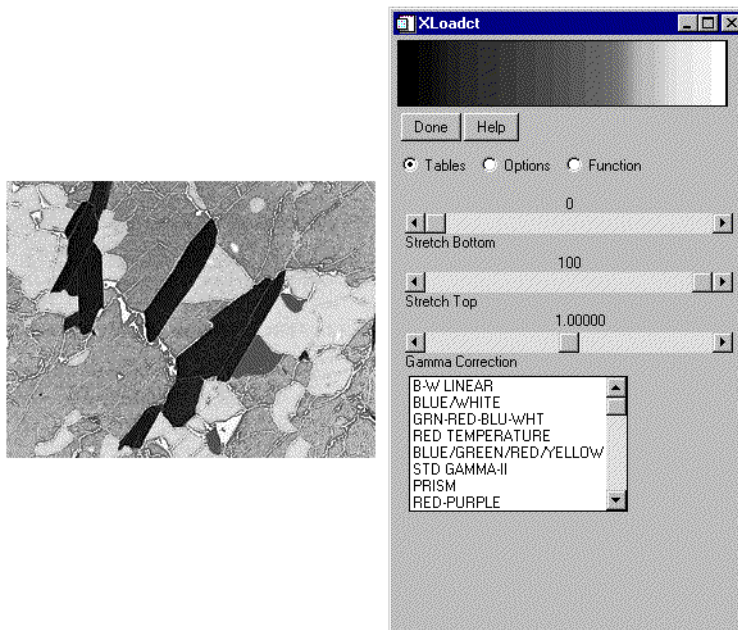 XLoadct
Done Help
Tables Options Function
0
Stretch Bottom
100
Stretch Top
1.00000
Gamma Correction
B-W LINEAR
BLUE/WHITE
GRN-RED-BLU-WHT
RED TEMPERATURE
BLUE/GREEN/RED/YELLOW
STD GAMMA-II
PRISM
RED-PURPLE